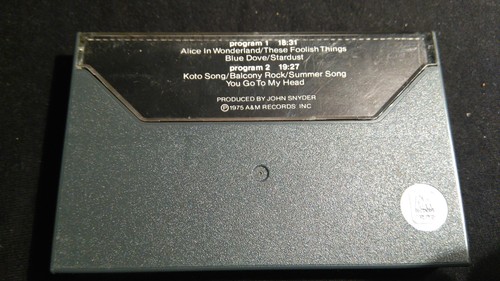 program 1 18:31
Alice In Wonderland/These Foolish Things
Blue Dove/Stardust
program 2 19:27
Koto Song/Balcony Rock/Summer Song
You Go To My Head
PRODUCED BY JOHN SNYDER
Ⓟ1975 A&M RECORDS INC